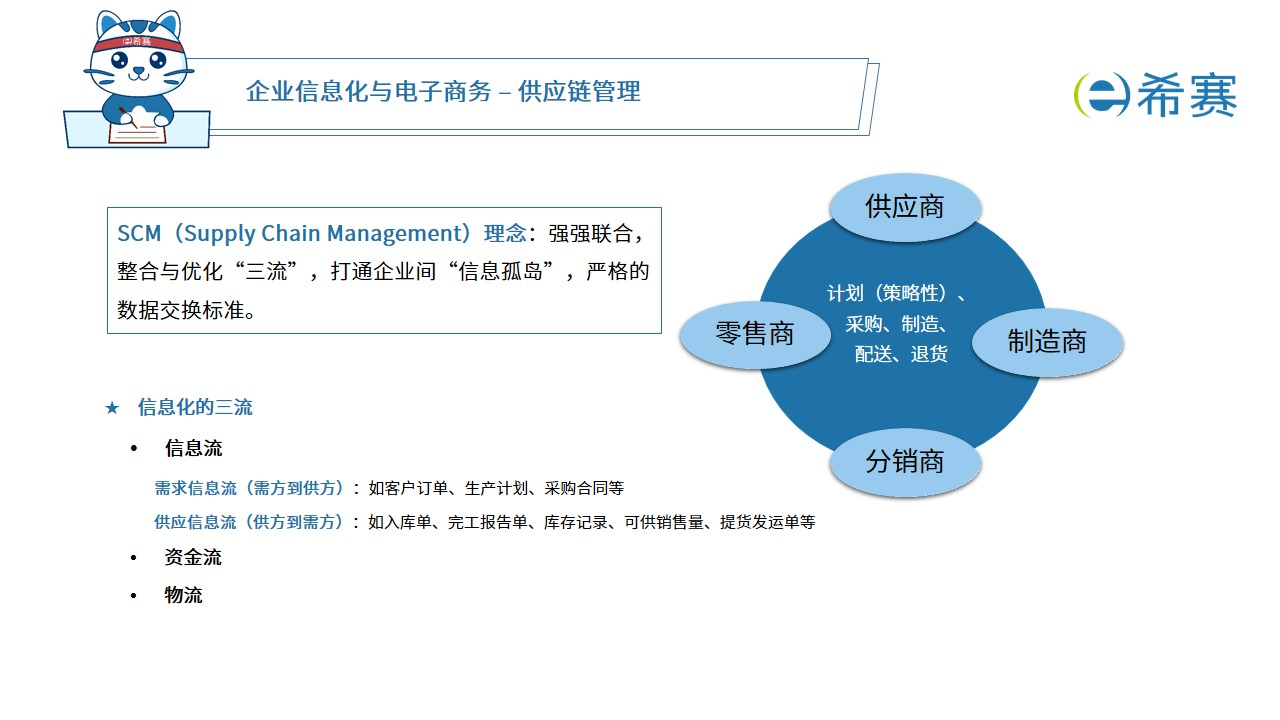 希赛
企业信息化与电子商务 – 供应链管理
希赛
SCM（Supply Chain Management）理念：强强联合，
整合与优化“三流”，打通企业间“信息孤岛”，严格的
数据交换标准。
供应商
计划（策略性）、
采购、制造、
配送、退货
零售商
制造商
分销商
★ 信息化的三流
• 信息流
需求信息流（需方到供方）：如客户订单、生产计划、采购合同等
供应信息流（供方到需方）：如入库单、完工报告单、库存记录、可供销售量、提货发运单等
• 资金流
• 物流